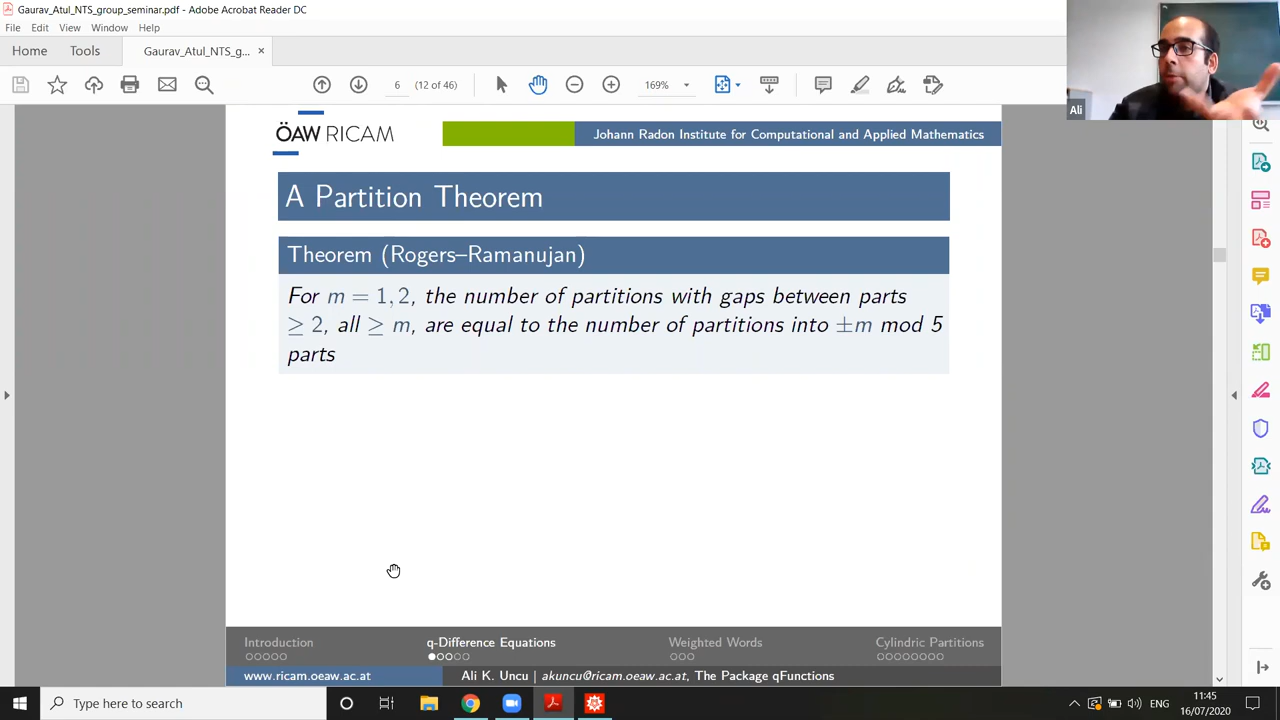 Gaurav_Atul_NTS_group_seminar.pdf - Adobe Acrobat Reader DC
File Edit View Window Help
Home Tools Gaurav_Atul_NTS_g... ×
6 (12 of 46) 169%
Ali
ÖAW RICAM
Johann Radon Institute for Computational and Applied Mathematics
A Partition Theorem
Theorem (Rogers–Ramanujan)
For m = 1, 2, the number of partitions with gaps between parts
≥ 2, all ≥ m, are equal to the number of partitions into ±m mod 5
parts
Introduction q-Difference Equations Weighted Words Cylindric Partitions
www.ricam.oeaw.ac.at Ali K. Uncu | akuncu@ricam.oeaw.ac.at, The Package qFunctions
Type here to search
ENG
11:45
16/07/2020